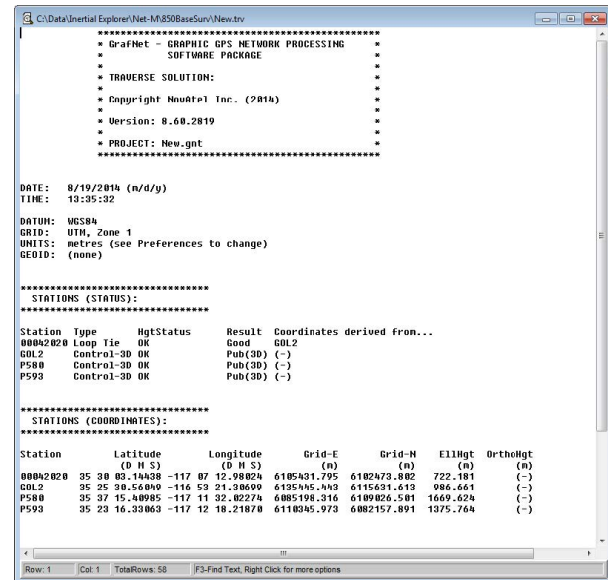 C:\Data\Inertial Explorer\Net-M\850BaseSurv\New.trv
****************************************************
* GrafNet - GRAPHIC GPS NETWORK PROCESSING *
* SOFTWARE PACKAGE *
* *
* TRAVERSE SOLUTION: *
* *
* Copyright NovAtel Inc. (2014) *
* *
* Version: 8.60.2819 *
* *
* PROJECT: New.gnt *
****************************************************
DATE: 8/19/2014 (m/d/y)
TIME: 13:35:32
DATUM: WGS84
GRID: UTM, Zone 1
UNITS: metres (see Preferences to change)
GEOID: (none)
**********************************
STATIONS (STATUS):
**********************************
Station Type HgtStatus Result Coordinates derived from...
00042020 Loop Tie OK Good GOL2
GOL2 Control-3D OK Pub(3D) (-)
P580 Control-3D OK Pub(3D) (-)
P593 Control-3D OK Pub(3D) (-)
**********************************
STATIONS (COORDINATES):
**********************************
Station Latitude Longitude Grid-E Grid-N EllHgt OrthoHgt
(D M S) (D M S) (m) (m) (m) (m)
00042020 35 30 03.14438 -117 07 12.98024 6105431.795 6102473.802 722.181 (-)
GOL2 35 25 30.56049 -116 53 21.30699 6135445.443 6115631.613 986.661 (-)
P580 35 37 15.40985 -117 11 32.02274 6085198.316 6109026.501 1669.624 (-)
P593 35 23 16.33063 -117 12 18.21870 6110345.973 6082157.891 1375.764 (-)
Row: 1 Col: 1 TotalRows: 58 F3-Find Text, Right Click for more options